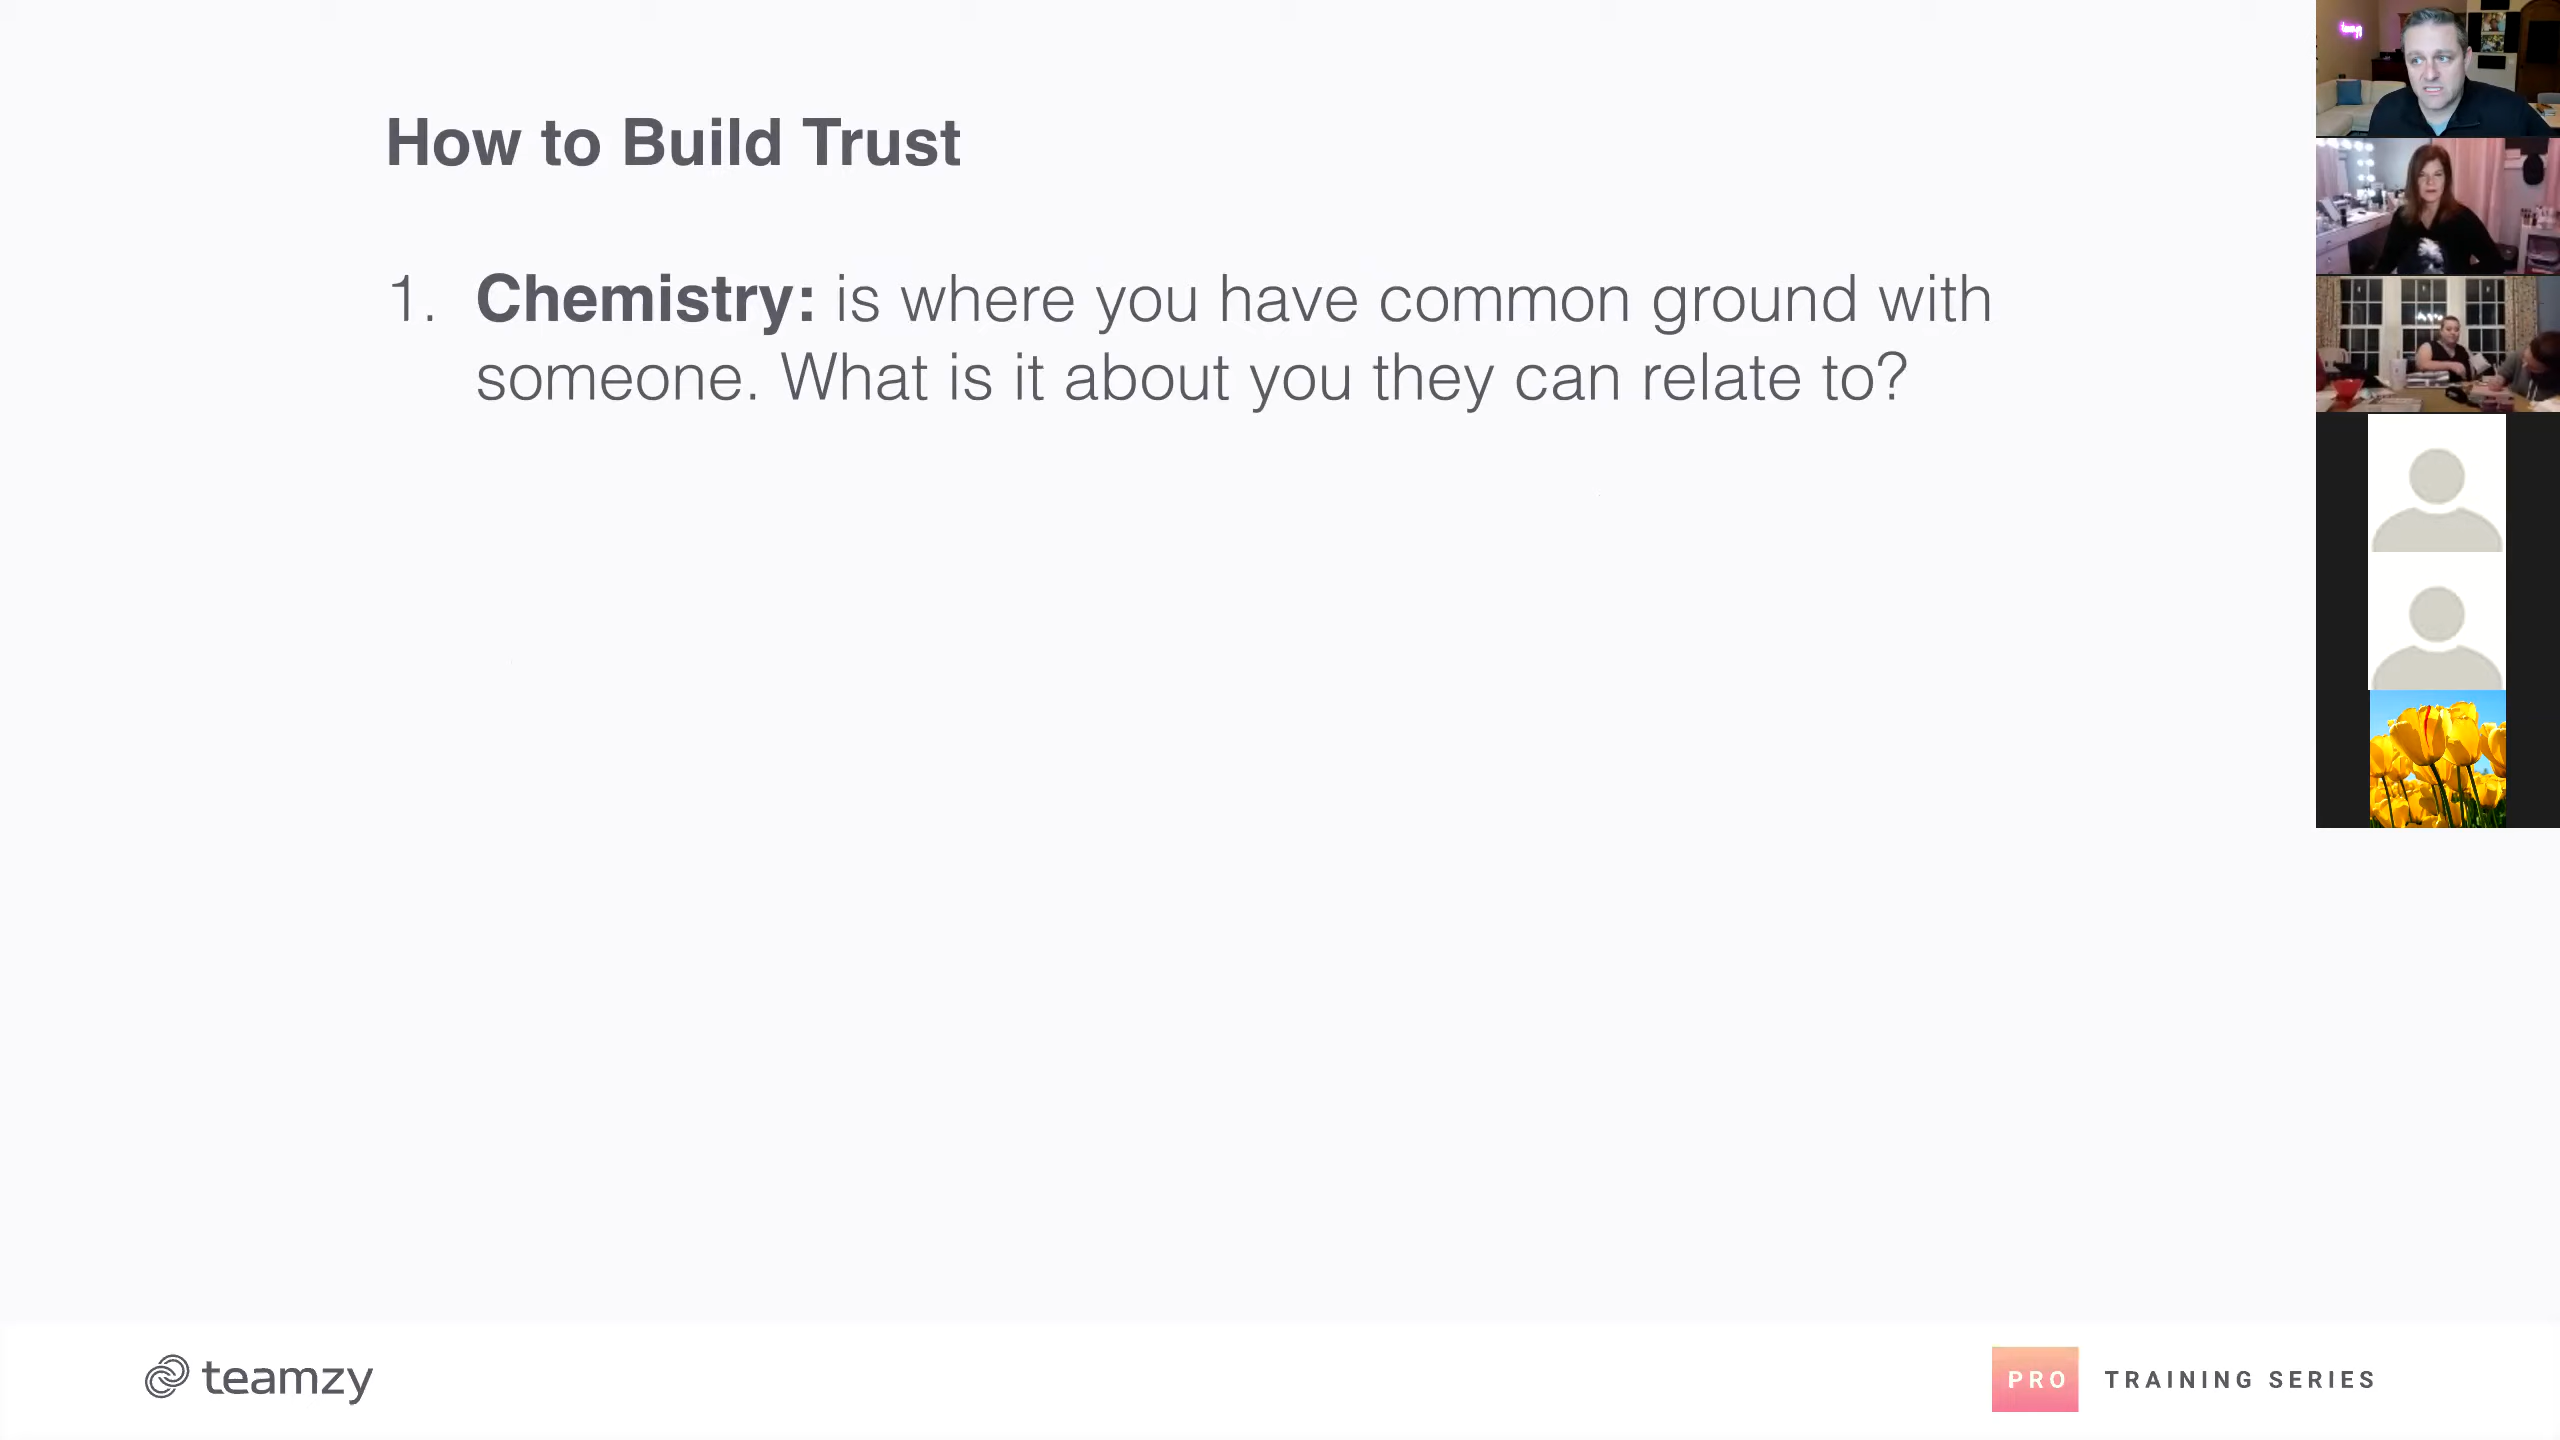 How to Build Trust
1. Chemistry: is where you have common ground with
someone. What is it about you they can relate to?
teamzy
PRO TRAINING SERIES